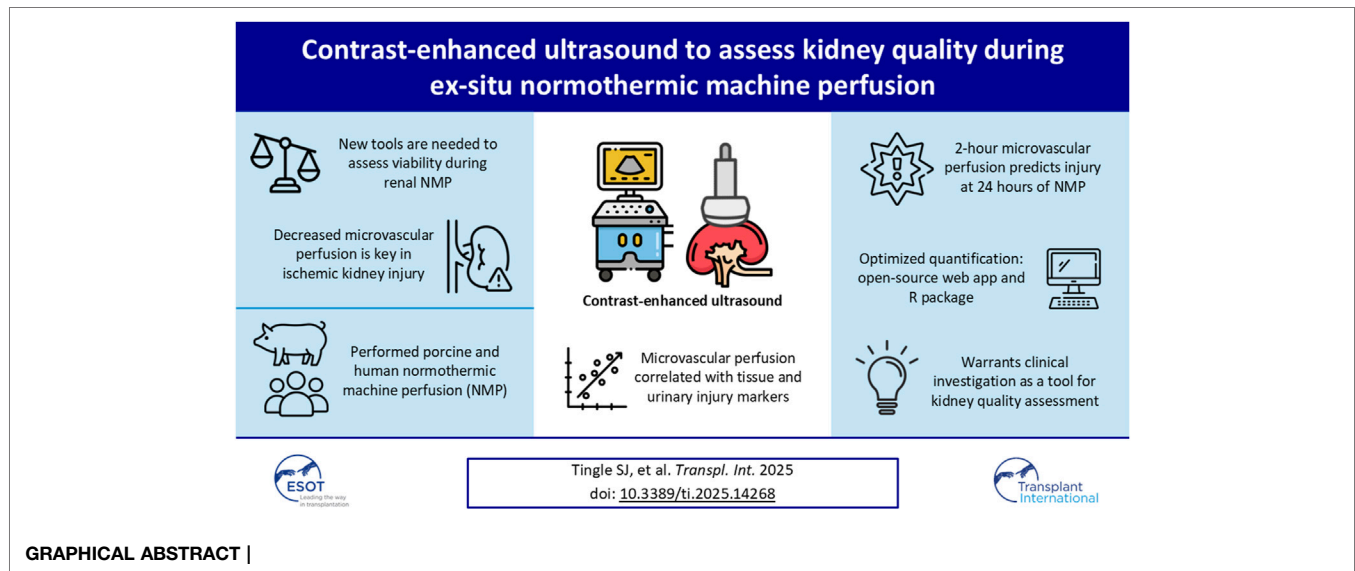 Contrast-enhanced ultrasound to assess kidney quality during
ex-situ normothermic machine perfusion
New tools are needed to
assess viability during
renal NMP
Decreased microvascular
perfusion is key in
ischemic kidney injury
Performed porcine and
human normothermic
machine perfusion (NMP)
Contrast-enhanced ultrasound
Microvascular perfusion
correlated with tissue and
urinary injury markers
2-hour microvascular
perfusion predicts injury
at 24 hours of NMP
Optimized quantification:
open-source web app and
R package
Warrants clinical
investigation as a tool for
kidney quality assessment
ESOT
Leading the way
in transplantation
Tingle SJ, et al. Transpl. Int. 2025
doi: 10.3389/ti.2025.14268
Transplant
International
GRAPHICAL ABSTRACT |